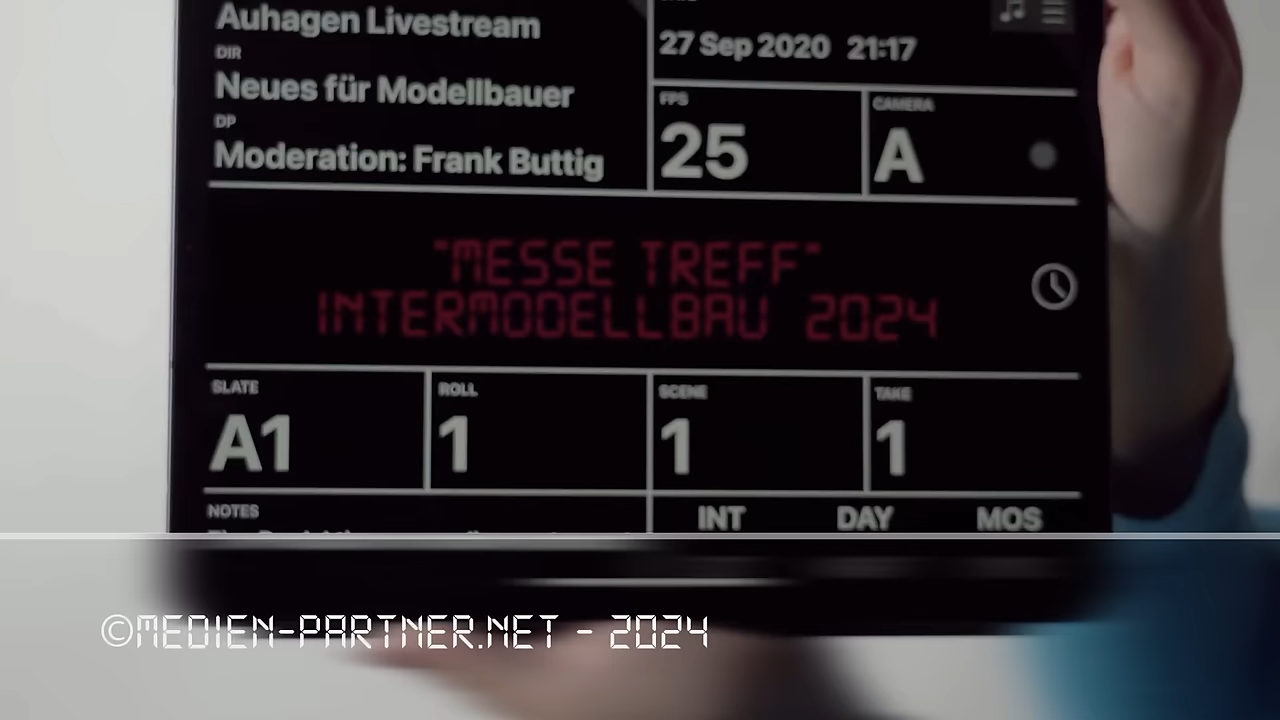 Auhagen Livestream
27 Sep 2020 21:17
DIR
Neues für Modellbauer
DP
Moderation: Frank Buttig
FPS
25
CAMERA
A
"MESSE TREFF"
INTERMODELLBAU 2024
SLATE
A1
ROLL
1
SCENE
1
TAKE
1
NOTES
INT DAY MOS
©MEDIEN-PARTNER.NET - 2024